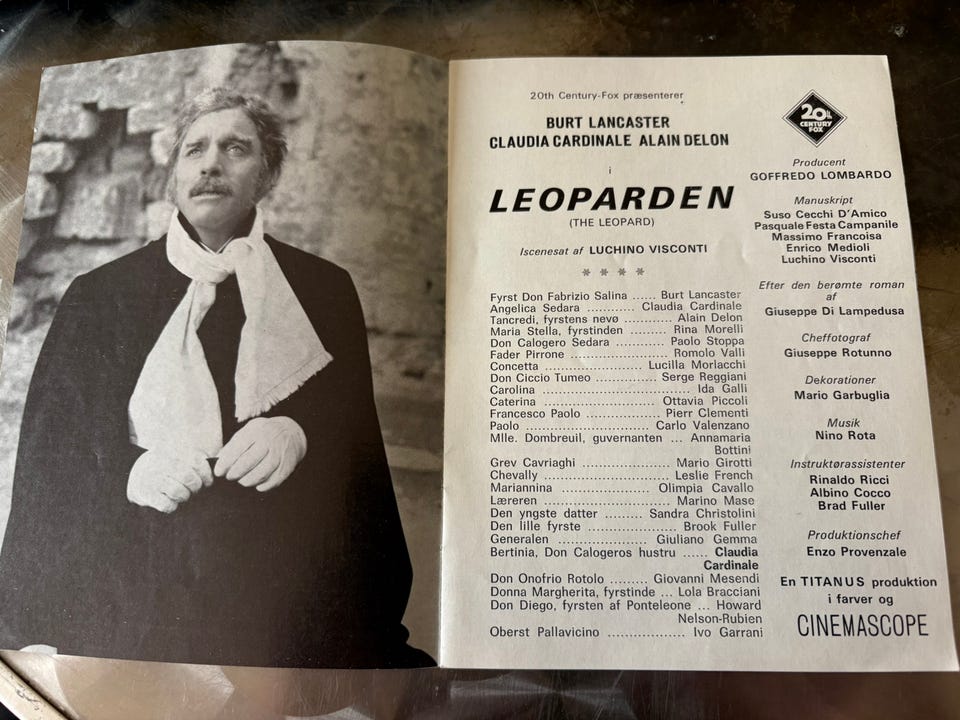 20th Century-Fox præsenterer
BURT LANCASTER
CLAUDIA CARDINALE ALAIN DELON
i
LEOPARDEN
(THE LEOPARD)
Iscenesat af LUCHINO VISCONTI
* * * *
Fyrst Don Fabrizio Salina ...... Burt Lancaster
Angelica Sedara ........... Claudia Cardinale
Tancredi, fyrstens nevø ............ Alain Delon
Maria Stella, fyrstinden ......... Rina Morelli
Don Calogero Sedara ............ Paolo Stoppa
Fader Pirrone ........................ Romolo Valli
Concetta ...................... Lucilla Morlacchi
Don Ciccio Tumeo .............. Serge Reggiani
Carolina ....................................... Ida Galli
Caterina ............................ Ottavia Piccoli
Francesco Paolo ................. Pierr Clementi
Paolo ............................... Carlo Valenzano
Mlle. Dombreuil, guvernanten ... Annamaria
Bottini
Grev Cavriaghi ..................... Mario Girotti
Chevally ............................. Leslie French
Mariannina .................... Olimpia Cavallo
Læreren ............................ Marino Mase
Den yngste datter ......... Sandra Christolini
Den lille fyrste .................... Brook Fuller
Generalen ..................... Giuliano Gemma
Bertinia, Don Calogeros hustru ...... Claudia
Cardinale
Don Onofrio Rotolo ......... Giovanni Mesendi
Donna Margherita, fyrstinde ... Lola Bracciani
Don Diego, fyrsten af Ponteleone ... Howard
Nelson-Rubien
Oberst Pallavicino ..................... Ivo Garrani
20th
CENTURY
FOX
Producent
GOFFREDO LOMBARDO
Manuskript
Suso Cecchi D'Amico
Pasquale Festa Campanile
Massimo Francoisa
Enrico Medioli
Luchino Visconti
Efter den berømte roman
af
Giuseppe Di Lampedusa
Cheffotograf
Giuseppe Rotunno
Dekorationer
Mario Garbuglia
Musik
Nino Rota
Instruktørassistenter
Rinaldo Ricci
Albino Cocco
Brad Fuller
Produktionschef
Enzo Provenzale
En TITANUS produktion
i farver og
CINEMASCOPE